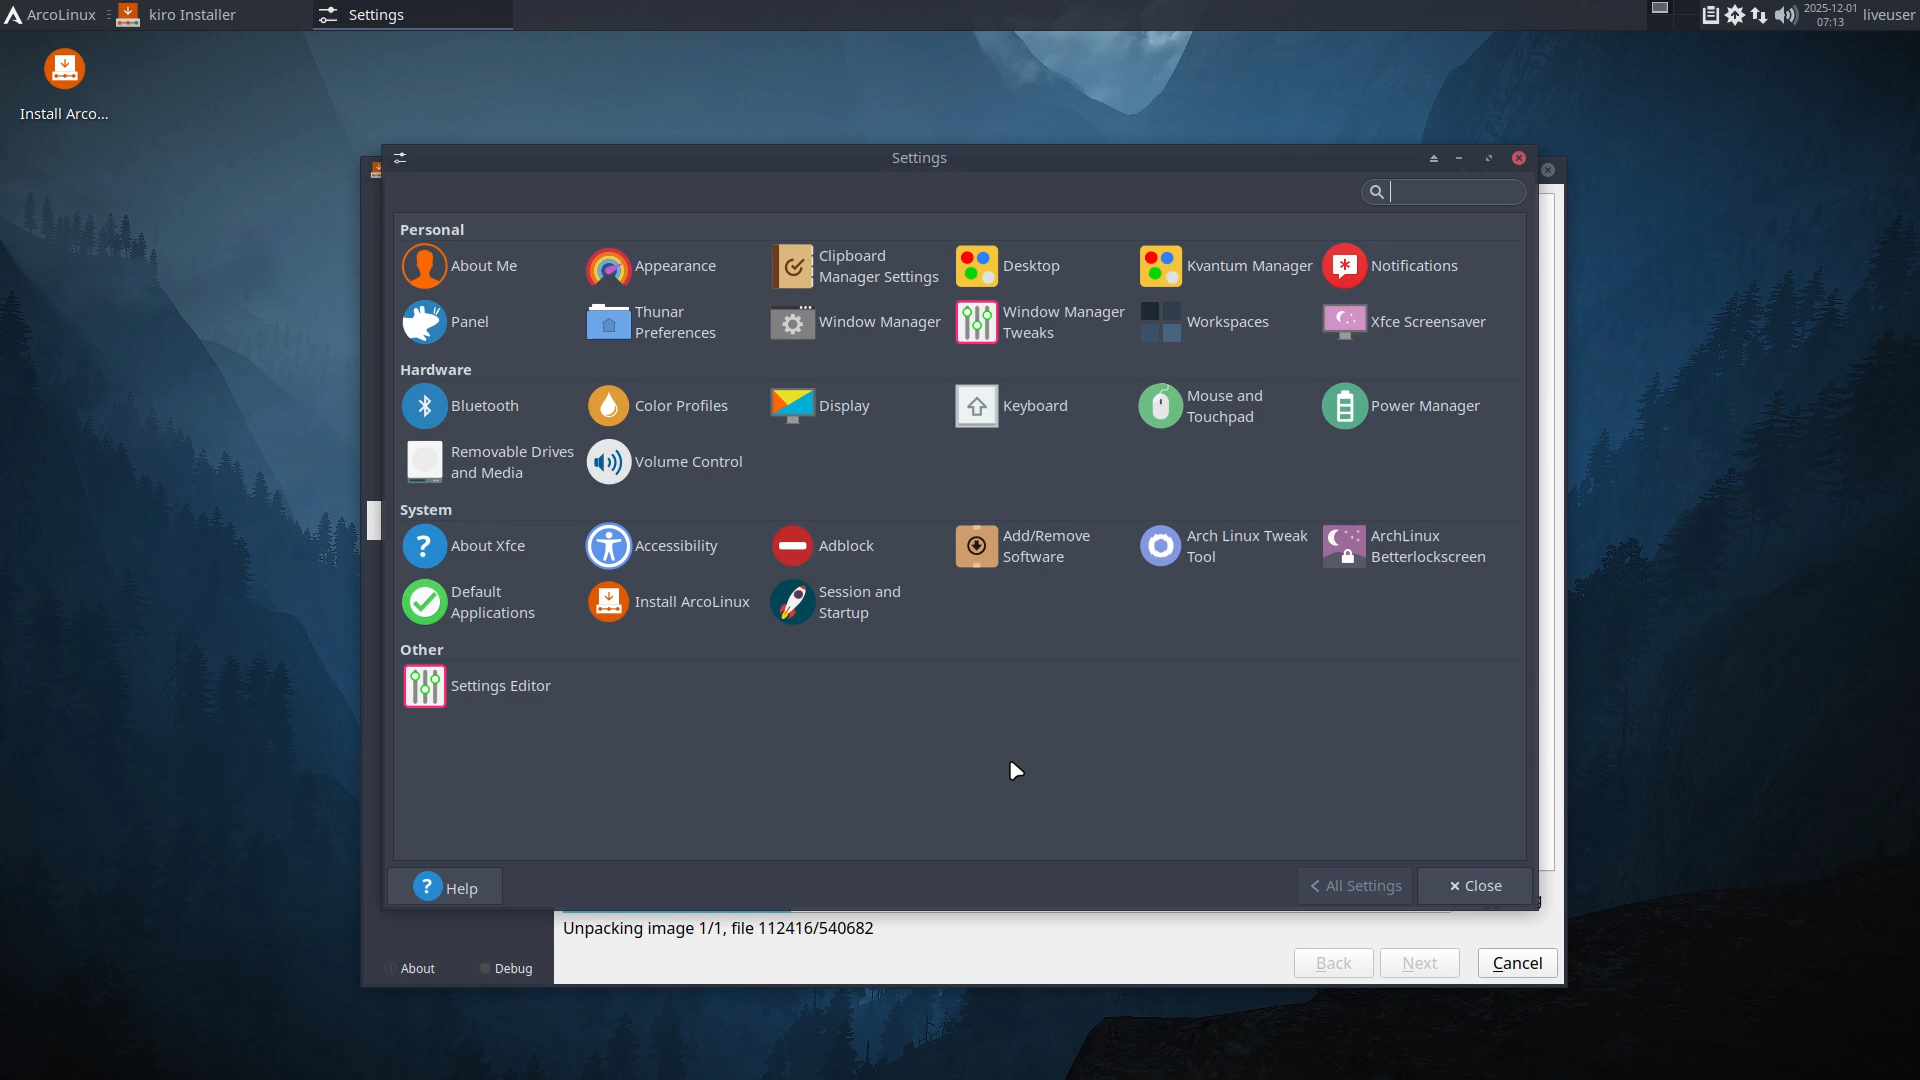 ArcoLinux
kiro Installer
Settings
2025-12-01
07:13
liveuser
Install Arco...
Settings
Personal
About Me
Appearance
Clipboard
Manager Settings
Desktop
Kvantum Manager
Notifications
Panel
Thunar
Preferences
Window Manager
Window Manager
Tweaks
Workspaces
Xfce Screensaver
Hardware
Bluetooth
Color Profiles
Display
Keyboard
Mouse and
Touchpad
Power Manager
Removable Drives
and Media
Volume Control
System
About Xfce
Accessibility
Adblock
Add/Remove
Software
Arch Linux Tweak
Tool
ArchLinux
Betterlockscreen
Default
Applications
Install ArcoLinux
Session and
Startup
Other
Settings Editor
Help
All Settings
Close
Unpacking image 1/1, file 112416/540682
About
Debug
Back
Next
Cancel